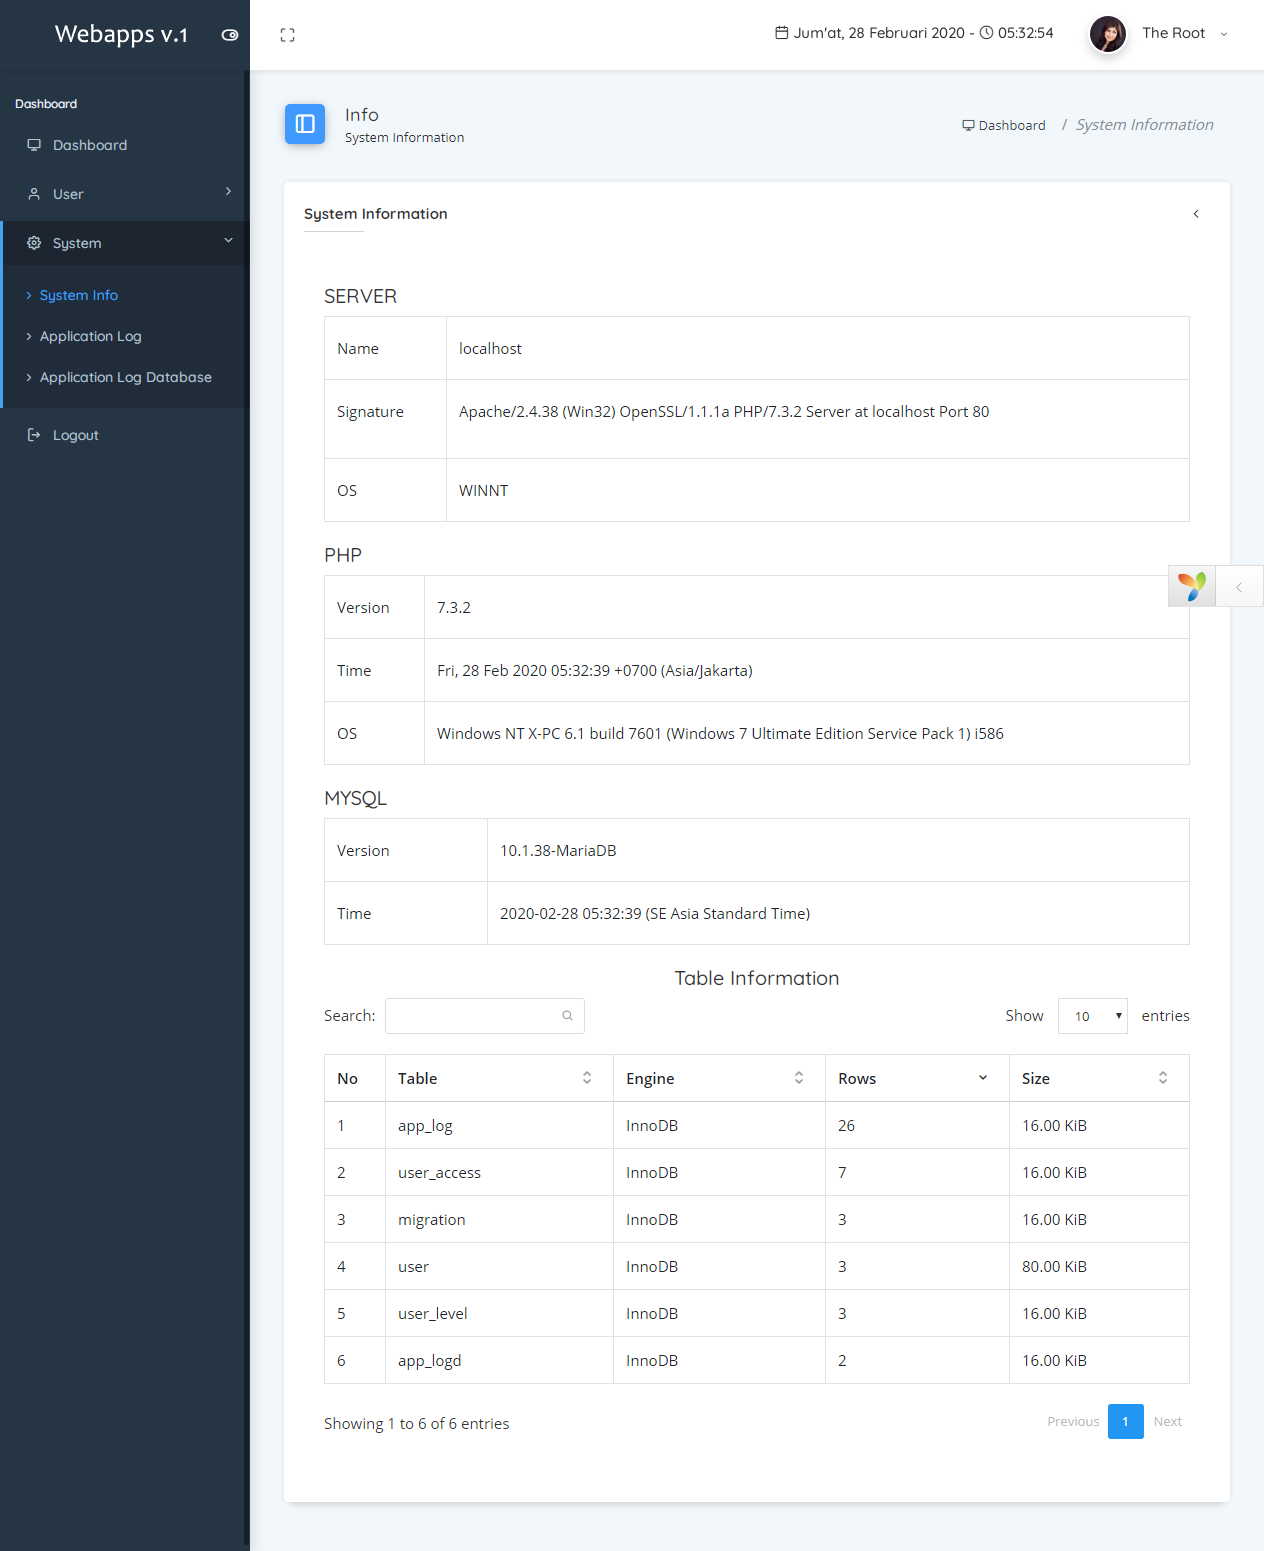 Webapps v.1
Jum'at, 28 Februari 2020 - 05:32:54
The Root
Dashboard
Dashboard
User
System
System Info
Application Log
Application Log Database
Logout
Info
System Information
Dashboard / System Information
System Information
SERVER
Name localhost
Signature Apache/2.4.38 (Win32) OpenSSL/1.1.1a PHP/7.3.2 Server at localhost Port 80
OS WINNT
PHP
Version 7.3.2
Time Fri, 28 Feb 2020 05:32:39 +0700 (Asia/Jakarta)
OS Windows NT X-PC 6.1 build 7601 (Windows 7 Ultimate Edition Service Pack 1) i586
MYSQL
Version 10.1.38-MariaDB
Time 2020-02-28 05:32:39 (SE Asia Standard Time)
Table Information
Search: Show 10 entries
No Table Engine Rows Size
1 app_log InnoDB 26 16.00 KiB
2 user_access InnoDB 7 16.00 KiB
3 migration InnoDB 3 16.00 KiB
4 user InnoDB 3 80.00 KiB
5 user_level InnoDB 3 16.00 KiB
6 app_logd InnoDB 2 16.00 KiB
Showing 1 to 6 of 6 entries
Previous 1 Next